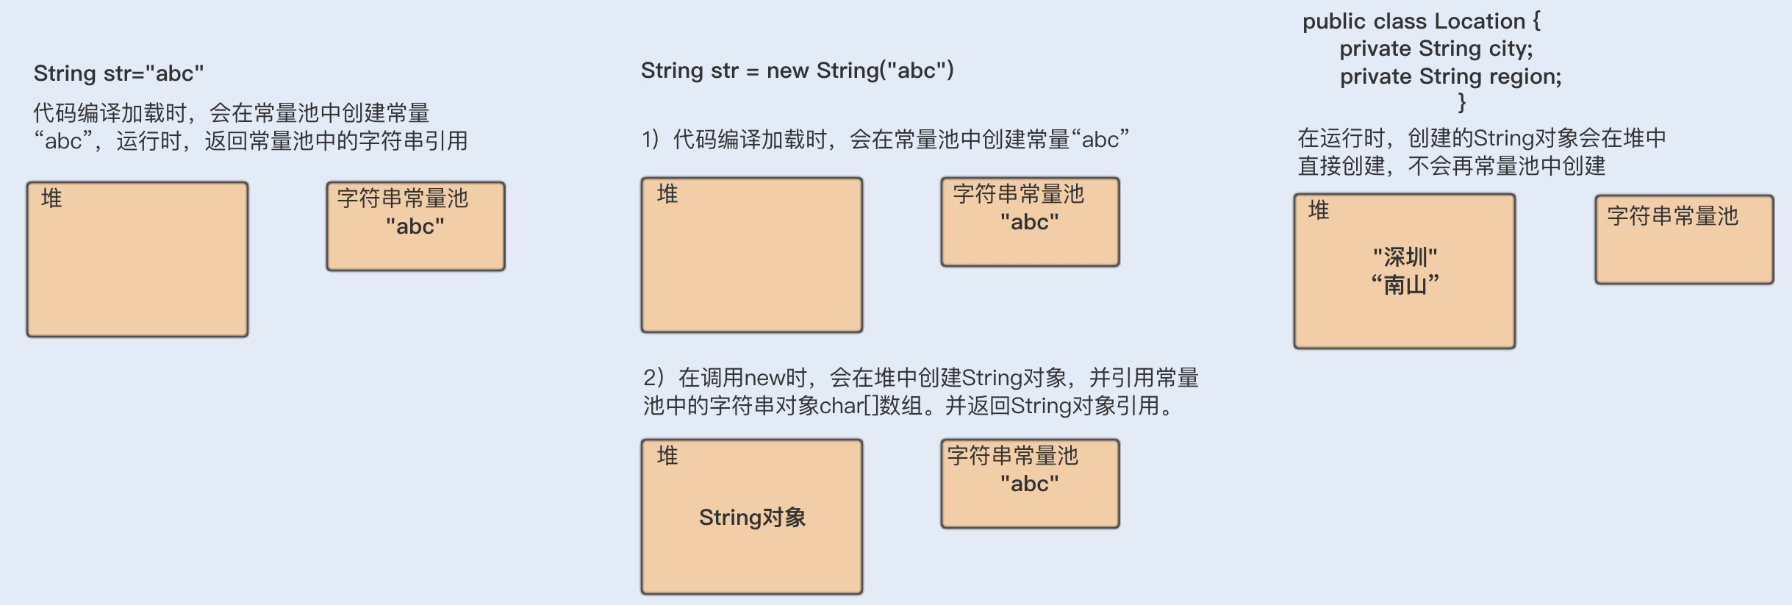 String str="abc"
代码编译加载时，会在常量池中创建常量
“abc”，运行时，返回常量池中的字符串引用
堆
字符串常量池
"abc"
String str = new String("abc")
1）代码编译加载时，会在常量池中创建常量“abc”
堆
字符串常量池
"abc"
2）在调用new时，会在堆中创建String对象，并引用常量
池中的字符串对象char[]数组。并返回String对象引用。
堆
String对象
字符串常量池
"abc"
public class Location {
private String city;
private String region;
}
在运行时，创建的String对象会在堆中
直接创建，不会再常量池中创建
堆
"深圳"
“南山”
字符串常量池